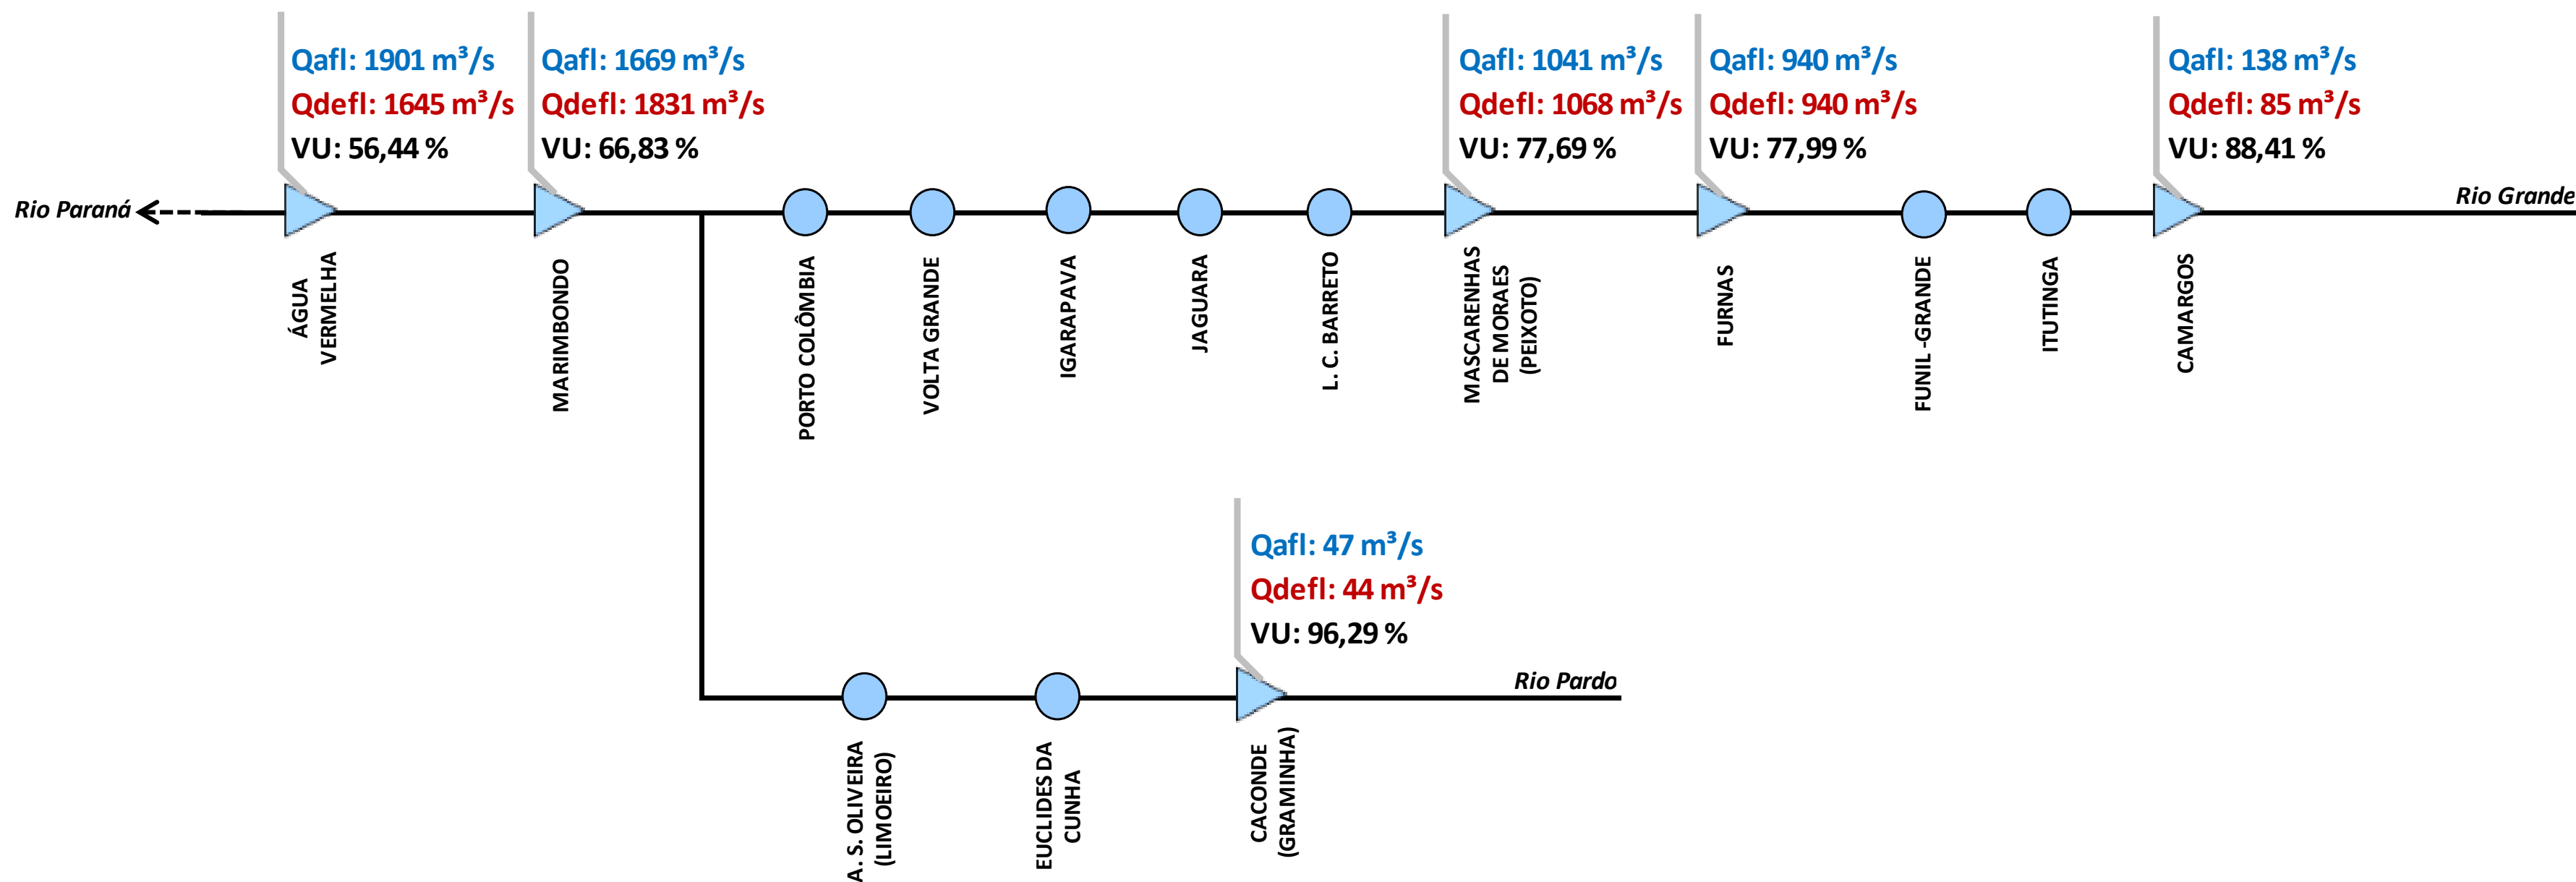 Qafl: 1901 m³/s
Qdefl: 1645 m³/s
VU: 56,44 %
Qafl: 1669 m³/s
Qdefl: 1831 m³/s
VU: 66,83 %
Qafl: 1041 m³/s
Qdefl: 1068 m³/s
VU: 77,69 %
Qafl: 940 m³/s
Qdefl: 940 m³/s
VU: 77,99 %
Qafl: 138 m³/s
Qdefl: 85 m³/s
VU: 88,41 %
Rio Paraná
Rio Grande
ÁGUA
VERMELHA
MARIMBONDO
PORTO COLÔMBIA
VOLTA GRANDE
IGARAPAVA
JAGUARA
L. C. BARRETO
MASCARENHAS
DE MORAES
(PEIXOTO)
FURNAS
FUNIL -GRANDE
ITUTINGA
CAMARGOS
Qafl: 47 m³/s
Qdefl: 44 m³/s
VU: 96,29 %
Rio Pardo
A. S. OLIVEIRA
(LIMOEIRO)
EUCLIDES DA
CUNHA
CACONDE
(GRAMINHA)